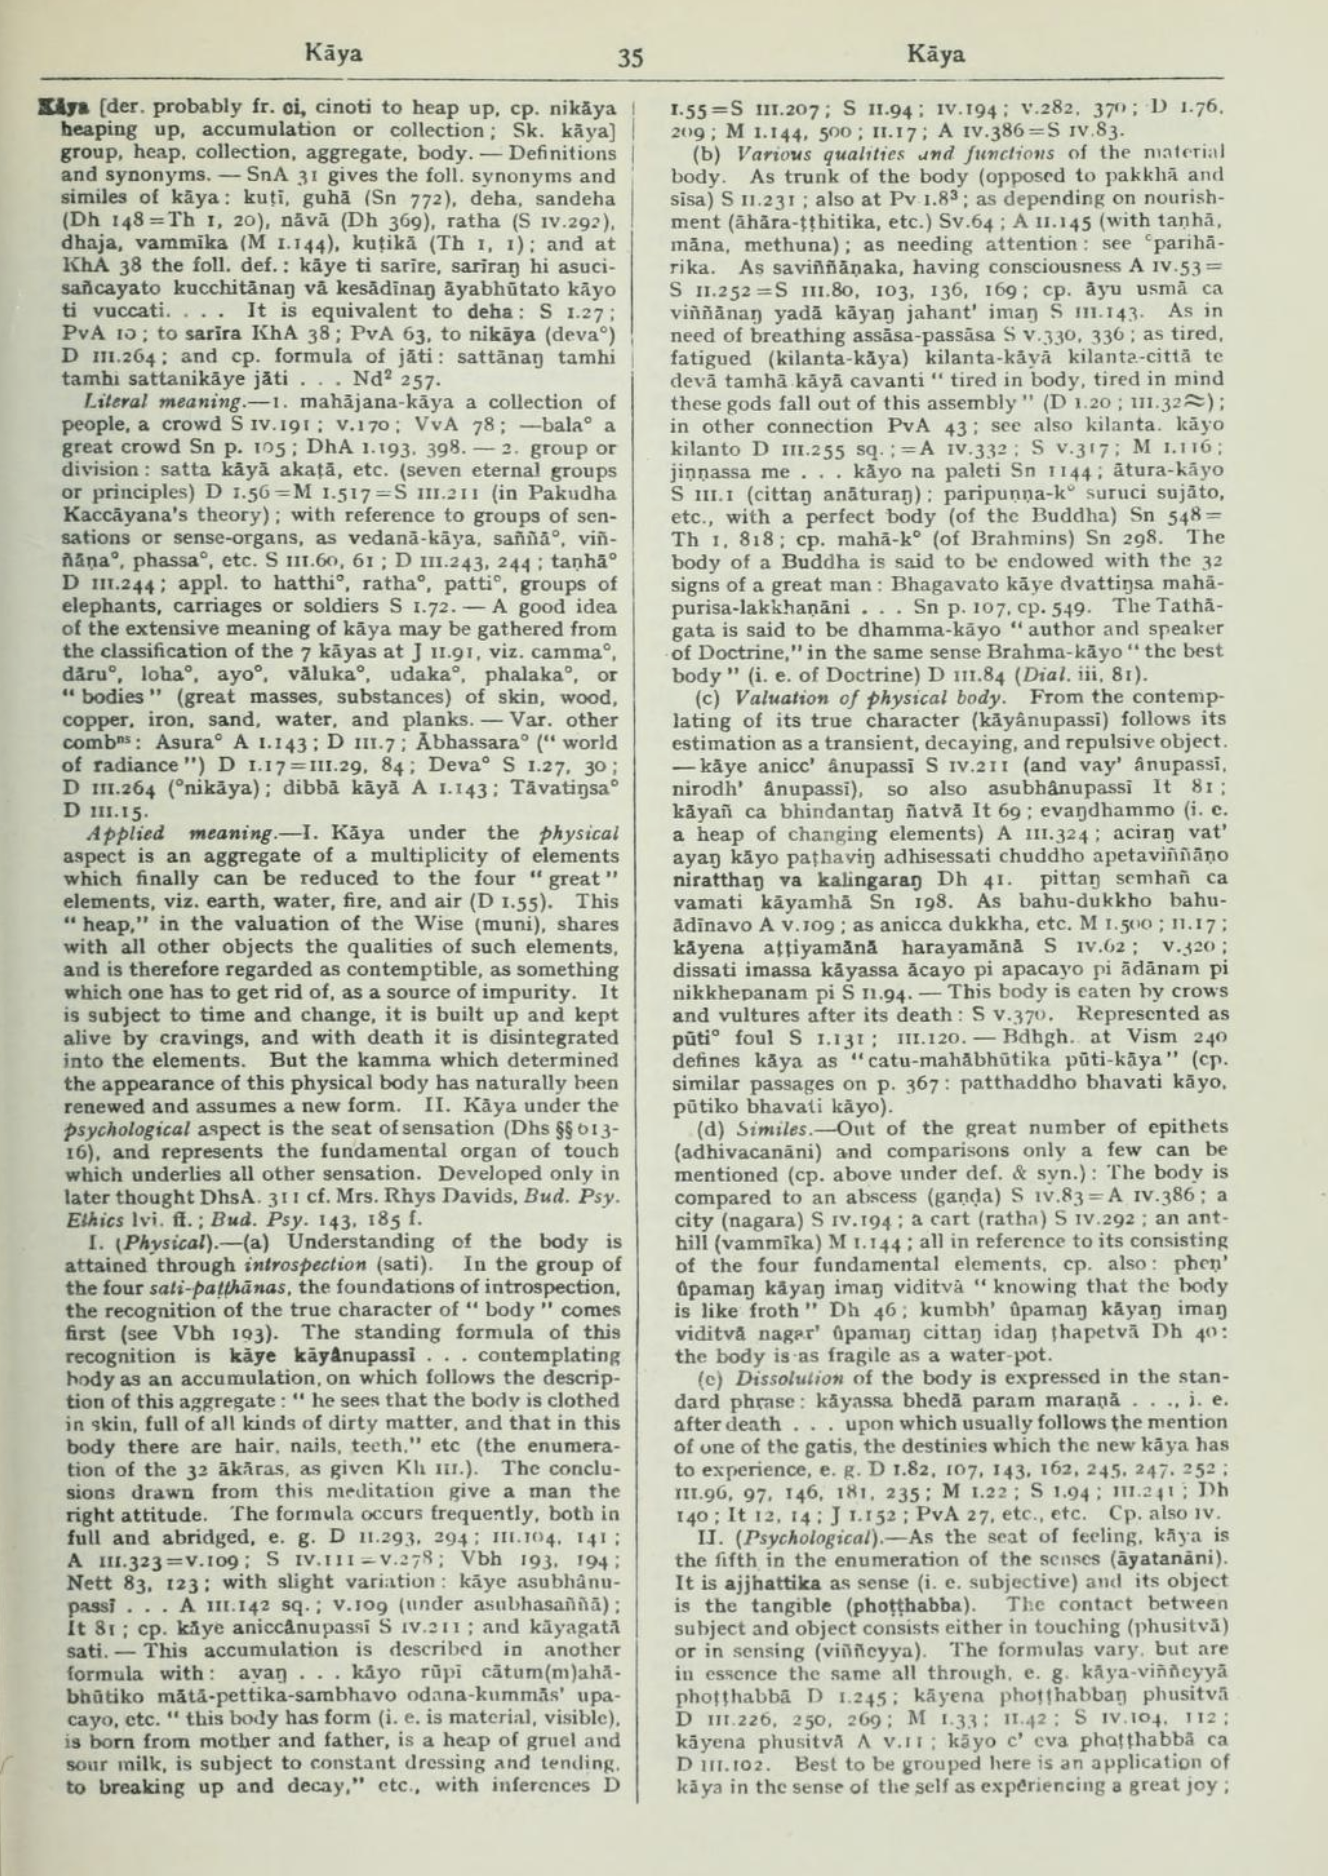 Kāya 35 Kāya
Kāya [der. probably fr. ci, cinoti to heap up, cp. nikāya
heaping up, accumulation or collection; Sk. kāya]
group, heap, collection, aggregate, body. — Definitions
and synonyms. — SnA 31 gives the foll. synonyms and
similes of kāya: kuṭī, guhā (Sn 772), deha, sandeha
(Dh 148=Th 1, 20), nāvā (Dh 369), ratha (S IV.292),
dhaja, vammīka (M I.144), kuṭikā (Th 1, 1); and at
KhA 38 the foll. def.: kāye ti sarīre, sarīraŋ hi asuci-
sañcayato kucchitānaŋ vā kesādīnaŋ āyabhūtato kāyo
ti vuccati. . . . It is equivalent to deha: S I.27;
PvA 10; to sarīra KhA 38; PvA 63, to nikāya (deva°)
D III.264; and cp. formula of jāti: sattānaŋ tamhi
tamhi sattanikāye jāti . . . Nd² 257.
Literal meaning.—1. mahājana-kāya a collection of
people, a crowd S IV.191; V.170; VvA 78; —bala° a
great crowd Sn p. 105; DhA I.193, 398. — 2. group or
division: satta kāyā akaṭā, etc. (seven eternal groups
or principles) D I.56=M I.517=S III.211 (in Pakudha
Kaccāyana's theory); with reference to groups of sen-
sations or sense-organs, as vedanā-kāya, saññā°, viñ-
ñāṇa°, phassa°, etc. S III.60, 61; D III.243, 244; taṇhā°
D III.244; appl. to hatthi°, ratha°, patti°, groups of
elephants, carriages or soldiers S I.72. — A good idea
of the extensive meaning of kāya may be gathered from
the classification of the 7 kāyas at J II.91, viz. camma°,
dāru°, loha°, ayo°, vāluka°, udaka°, phalaka°, or
“ bodies ” (great masses, substances) of skin, wood,
copper, iron, sand, water, and planks. — Var. other
combⁿˢ: Asura° A I.143; D III.7; Ābhassara° (“ world
of radiance ”) D I.17=III.29, 84; Deva° S I.27, 30;
D III.264 (°nikāya); dibbā kāyā A I.143; Tāvatiŋsa°
D III.15.
Applied meaning.—I. Kāya under the physical
aspect is an aggregate of a multiplicity of elements
which finally can be reduced to the four “ great ”
elements, viz. earth, water, fire, and air (D I.55). This
“ heap,” in the valuation of the Wise (muni), shares
with all other objects the qualities of such elements,
and is therefore regarded as contemptible, as something
which one has to get rid of, as a source of impurity. It
is subject to time and change, it is built up and kept
alive by cravings, and with death it is disintegrated
into the elements. But the kamma which determined
the appearance of this physical body has naturally been
renewed and assumes a new form. II. Kāya under the
psychological aspect is the seat of sensation (Dhs §§ 613-
16), and represents the fundamental organ of touch
which underlies all other sensation. Developed only in
later thought DhsA. 311 cf. Mrs. Rhys Davids, Bud. Psy.
Ethics lvi. ff.; Bud. Psy. 143, 185 f.
I. (Physical).—(a) Understanding of the body is
attained through introspection (sati). In the group of
the four sati-paṭṭhānas, the foundations of introspection,
the recognition of the true character of “ body ” comes
first (see Vbh 193). The standing formula of this
recognition is kāye kāyânupassī . . . contemplating
body as an accumulation, on which follows the descrip-
tion of this aggregate: “ he sees that the body is clothed
in skin, full of all kinds of dirty matter, and that in this
body there are hair, nails, teeth,” etc (the enumera-
tion of the 32 ākāras, as given Kh III.). The conclu-
sions drawn from this meditation give a man the
right attitude. The formula occurs frequently, both in
full and abridged, e. g. D II.293, 294; III.104, 141;
A III.323=V.109; S IV.111=V.278; Vbh 193, 194;
Nett 83, 123; with slight variation: kāye asubhânu-
passī . . . A III.142 sq.; V.109 (under asubhasaññā);
It 81; cp. kāye aniccânupassī S IV.211; and kāyagatā
sati. — This accumulation is described in another
formula with: ayaŋ . . . kāyo rūpī cātum(m)ahā-
bhūtiko mātā-pettika-sambhavo odana-kummās' upa-
cayo, etc. “ this body has form (i. e. is material, visible),
is born from mother and father, is a heap of gruel and
sour milk, is subject to constant dressing and tending,
to breaking up and decay,” etc., with inferences D
I.55=S III.207; S II.94; IV.194; V.282, 370; D I.76,
209; M I.144, 500; II.17; A IV.386=S IV.83.
(b) Various qualities and functions of the material
body. As trunk of the body (opposed to pakkhā and
sīsa) S II.231; also at Pv I.8³; as depending on nourish-
ment (āhāra-ṭṭhitika, etc.) Sv.64; A II.145 (with taṇhā,
māna, methuna); as needing attention: see °parihā-
rika. As saviññāṇaka, having consciousness A IV.53=
S II.252=S III.80, 103, 136, 169; cp. āyu usmā ca
viññānaŋ yadā kāyaŋ jahant' imaŋ S III.143. As in
need of breathing assāsa-passāsa S V.330, 336; as tired,
fatigued (kilanta-kāya) kilanta-kāyā kilanta-cittā te
devā tamhā kāyā cavanti “ tired in body, tired in mind
these gods fall out of this assembly ” (D I.20; III.32≈);
in other connection PvA 43; see also kilanta. kāyo
kilanto D III.255 sq.; =A IV.332; S V.317; M I.116;
jiṇṇassa me . . . kāyo na paleti Sn 1144; ātura-kāyo
S III.1 (cittaŋ anāturaŋ); paripuṇṇa-k° suruci sujāto,
etc., with a perfect body (of the Buddha) Sn 548=
Th 1, 818; cp. mahā-k° (of Brahmins) Sn 298. The
body of a Buddha is said to be endowed with the 32
signs of a great man: Bhagavato kāye dvattiŋsa mahā-
purisa-lakkhaṇāni . . . Sn p. 107, cp. 549. The Tathā-
gata is said to be dhamma-kāyo “ author and speaker
of Doctrine,” in the same sense Brahma-kāyo “ the best
body ” (i. e. of Doctrine) D III.84 (Dial. iii, 81).
(c) Valuation of physical body. From the contemp-
lating of its true character (kāyânupassī) follows its
estimation as a transient, decaying, and repulsive object.
— kāye anicc' ânupassī S IV.211 (and vay' ânupassī,
nirodh' ânupassī), so also asubhânupassī It 81;
kāyañ ca bhindantaŋ ñatvā It 69; evaŋdhammo (i. e.
a heap of changing elements) A III.324; aciraŋ vat'
ayaŋ kāyo paṭhaviŋ adhisessati chuddho apetaviññāṇo
niratthaŋ va kalingaraŋ Dh 41. pittaŋ semhañ ca
vamati kāyamhā Sn 198. As bahu-dukkho bahu-
ādīnavo A V.109; as anicca dukkha, etc. M I.500; II.17;
kāyena aṭṭiyamānā harayamānā S IV.62; V.320;
dissati imassa kāyassa ācayo pi apacayo pi ādānam pi
nikkhepanam pi S II.94. — This body is eaten by crows
and vultures after its death: S V.370. Represented as
pūti° foul S I.131; III.120. — Bdhgh. at Vism 240
defines kāya as “ catu-mahābhūtika pūti-kāya ” (cp.
similar passages on p. 367: patthaddho bhavati kāyo,
pūtiko bhavati kāyo).
(d) Similes.—Out of the great number of epithets
(adhivacanāni) and comparisons only a few can be
mentioned (cp. above under def. & syn.): The body is
compared to an abscess (gaṇḍa) S IV.83=A IV.386; a
city (nagara) S IV.194; a cart (ratha) S IV.292; an ant-
hill (vammīka) M I.144; all in reference to its consisting
of the four fundamental elements, cp. also: pheṇ'
ûpamaŋ kāyaŋ imaŋ viditvā “ knowing that the body
is like froth ” Dh 46; kumbh' ûpamaŋ kāyaŋ imaŋ
viditvā nagar' ûpamaŋ cittaŋ idaŋ ṭhapetvā Dh 40:
the body is as fragile as a water-pot.
(e) Dissolution of the body is expressed in the stan-
dard phrase: kāyassa bhedā param maraṇā . . ., i. e.
after death . . . upon which usually follows the mention
of one of the gatis, the destinies which the new kāya has
to experience, e. g. D I.82, 107, 143, 162, 245, 247, 252;
III.96, 97, 146, 181, 235; M I.22; S I.94; III.241; Dh
140; It 12, 14; J I.152; PvA 27, etc., etc. Cp. also IV.
II. (Psychological).—As the seat of feeling, kāya is
the fifth in the enumeration of the senses (āyatanāni).
It is ajjhattika as sense (i. e. subjective) and its object
is the tangible (phoṭṭhabba). The contact between
subject and object consists either in touching (phusitvā)
or in sensing (viññeyya). The formulas vary, but are
in essence the same all through, e. g. kāya-viññeyyā
phoṭṭhabbā D I.245; kāyena phoṭṭhabbaŋ phusitvā
D III.226, 250, 269; M I.33; II.42; S IV.104, 112;
kāyena phusitvā A V.11; kāyo c' eva phoṭṭhabbā ca
D III.102. Best to be grouped here is an application of
kāya in the sense of the self as experiencing a great joy;